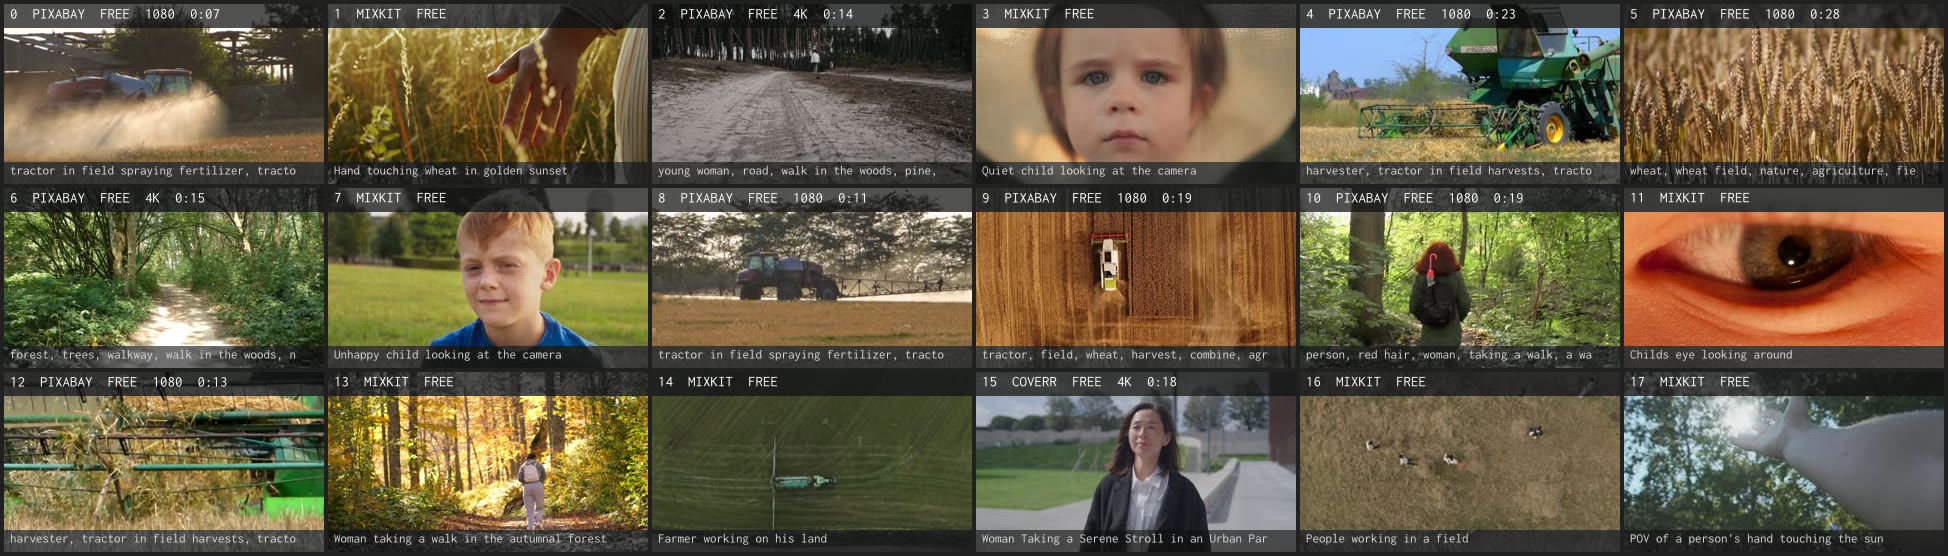 0 PIXABAY FREE 1080 0:07
tractor in field spraying fertilizer, tracto
1 MIXKIT FREE
Hand touching wheat in golden sunset
2 PIXABAY FREE 4K 0:14
young woman, road, walk in the woods, pine,
3 MIXKIT FREE
Quiet child looking at the camera
4 PIXABAY FREE 1080 0:23
harvester, tractor in field harvests, tracto
5 PIXABAY FREE 1080 0:28
wheat, wheat field, nature, agriculture, fie
6 PIXABAY FREE 4K 0:15
forest, trees, walkway, walk in the woods, n
7 MIXKIT FREE
Unhappy child looking at the camera
8 PIXABAY FREE 1080 0:11
tractor in field spraying fertilizer, tracto
9 PIXABAY FREE 1080 0:19
tractor, field, wheat, harvest, combine, agr
10 PIXABAY FREE 1080 0:19
person, red hair, woman, taking a walk, a wa
11 MIXKIT FREE
Childs eye looking around
12 PIXABAY FREE 1080 0:13
harvester, tractor in field harvests, tracto
13 MIXKIT FREE
Woman taking a walk in the autumnal forest
14 MIXKIT FREE
Farmer working on his land
15 COVERR FREE 4K 0:18
Woman Taking a Serene Stroll in an Urban Par
16 MIXKIT FREE
People working in a field
17 MIXKIT FREE
POV of a person's hand touching the sun